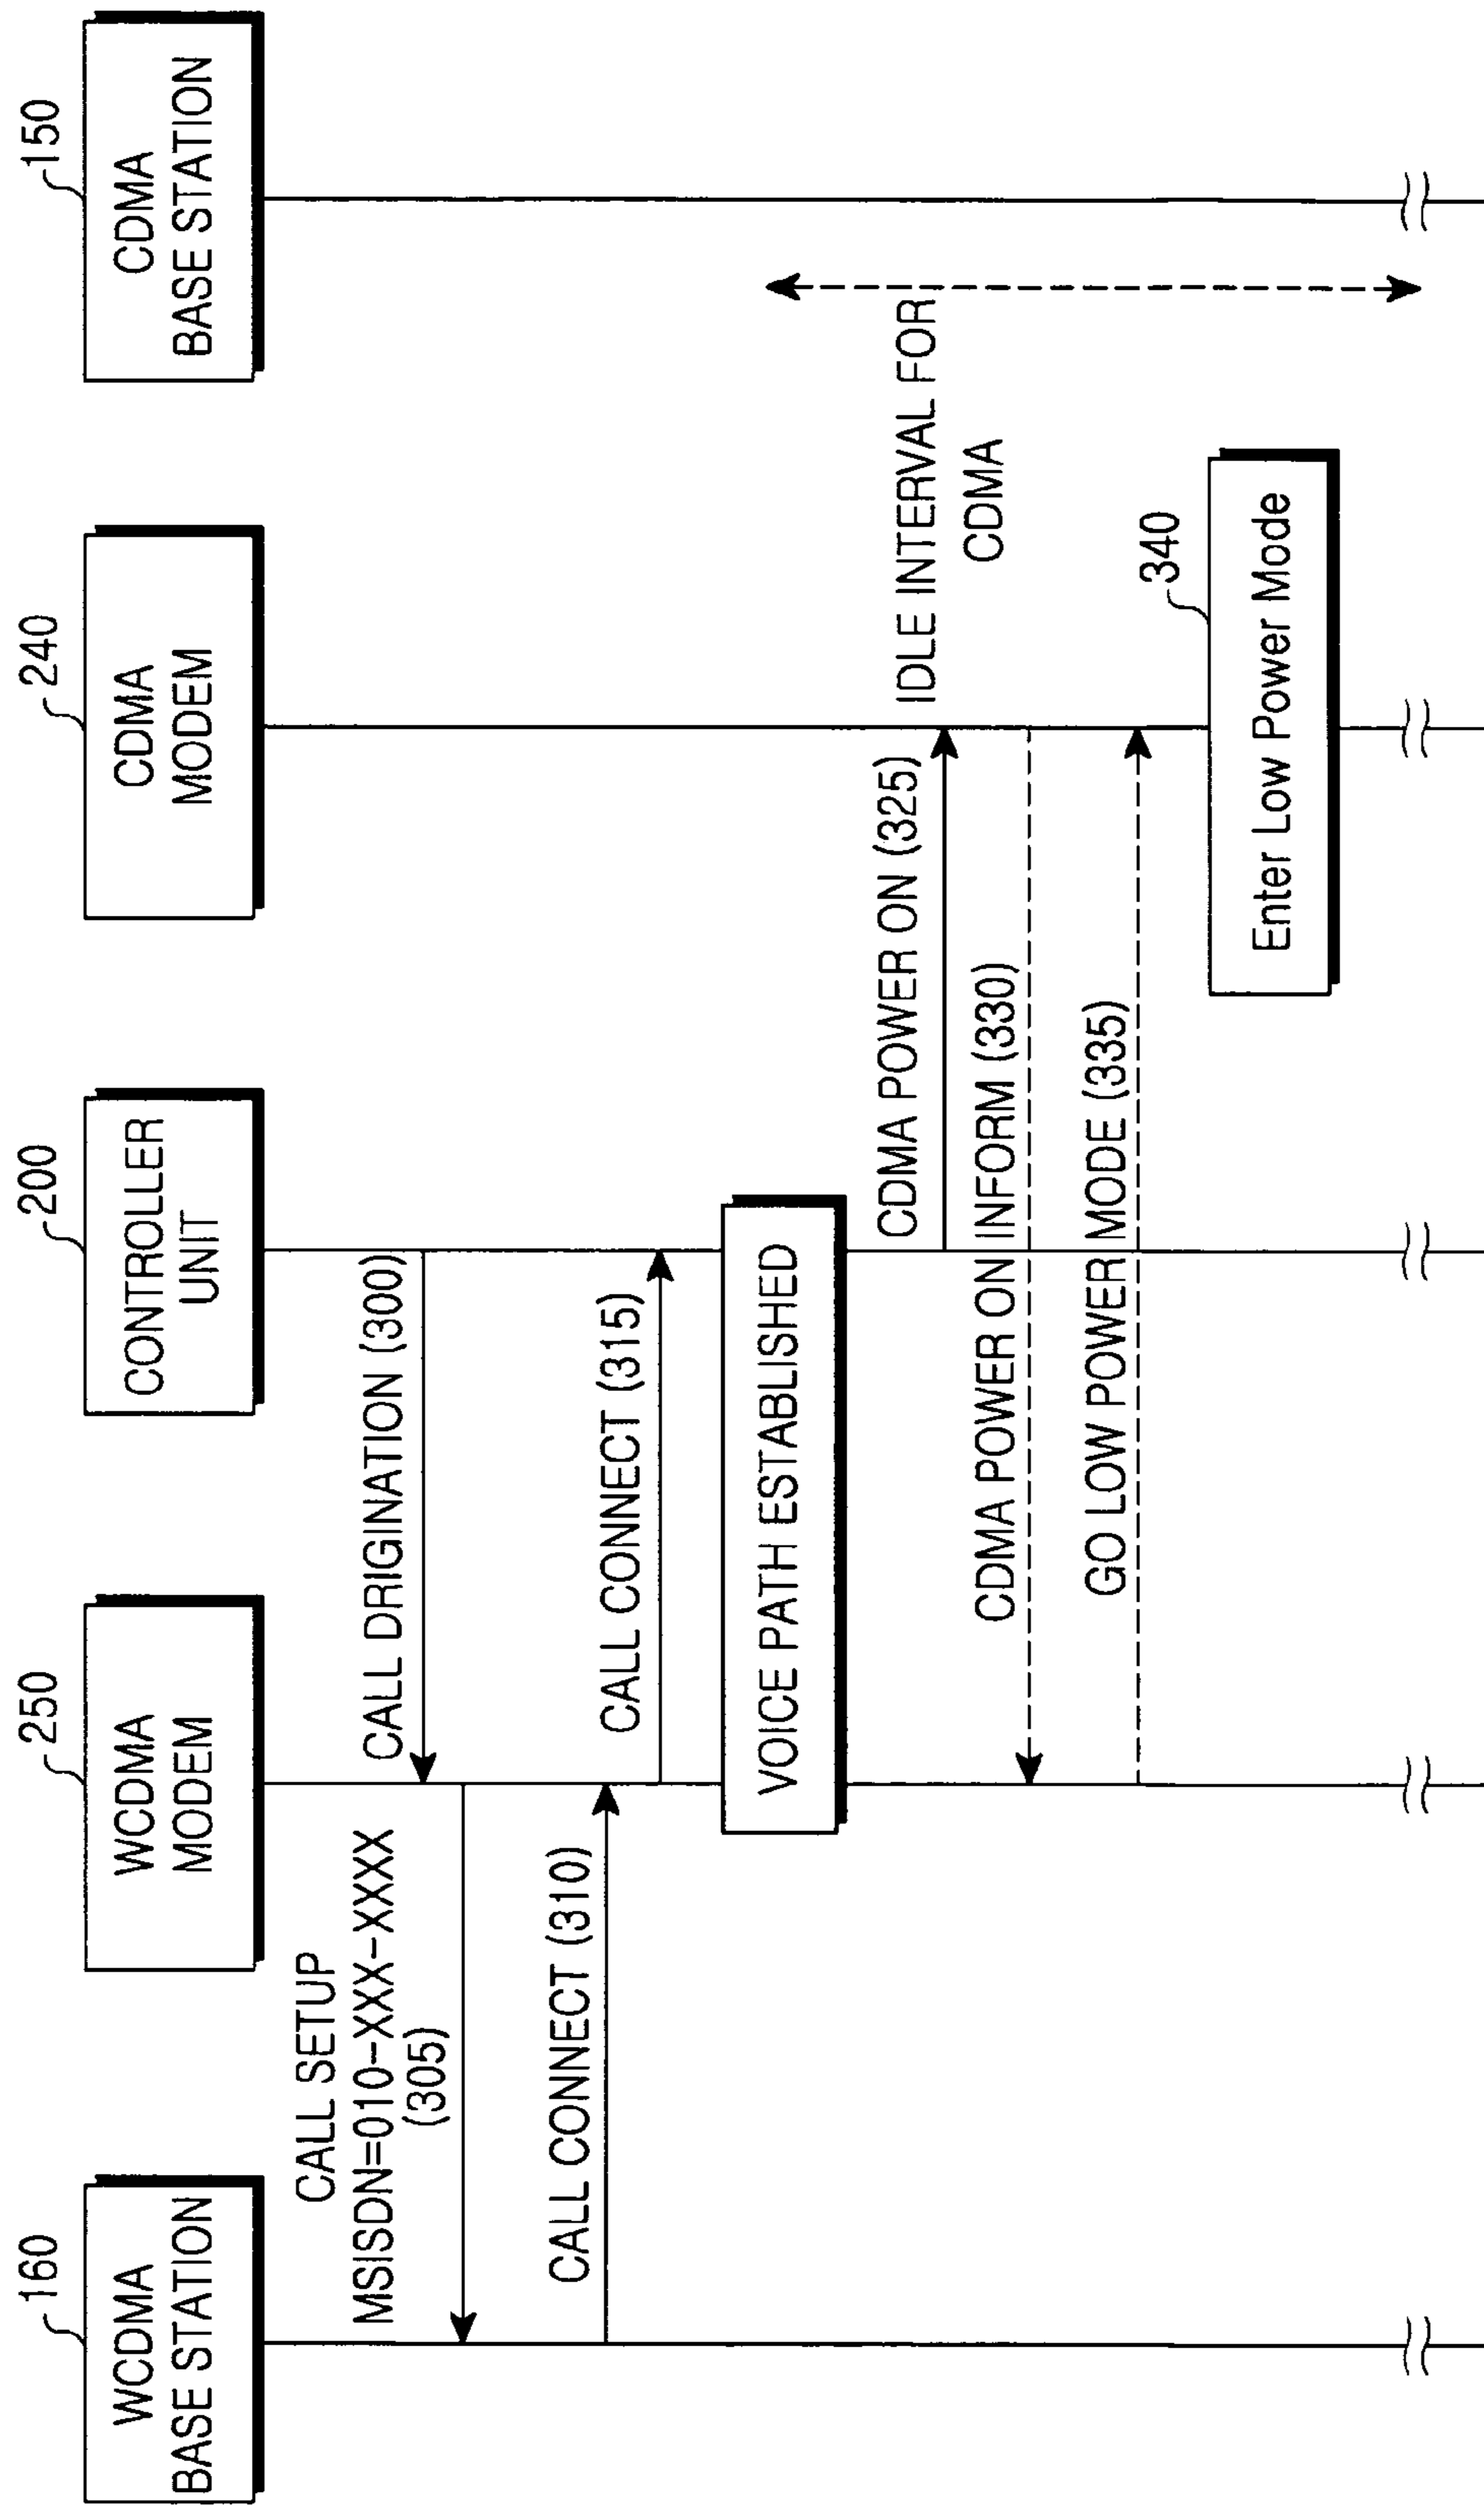 160
WCDMA
BASE STATION
250
WCDMA
MODEM
200
CONTROLLER
UNIT
240
CDMA
MODEM
150
CDMA
BASE STATION
CALL SETUP
MSISDN=010-XXX-XXXX
(305)
CALL DRIGINATION (300)
CALL CONNECT (310)
CALL CONNECT (315)
VOICE PATH ESTABLISHED
CDMA POWER ON (325)
IDLE INTERVAL FOR
CDMA
CDMA POWER ON INFORM (330)
GO LOW POWER MODE (335)
340
Enter Low Power Mode